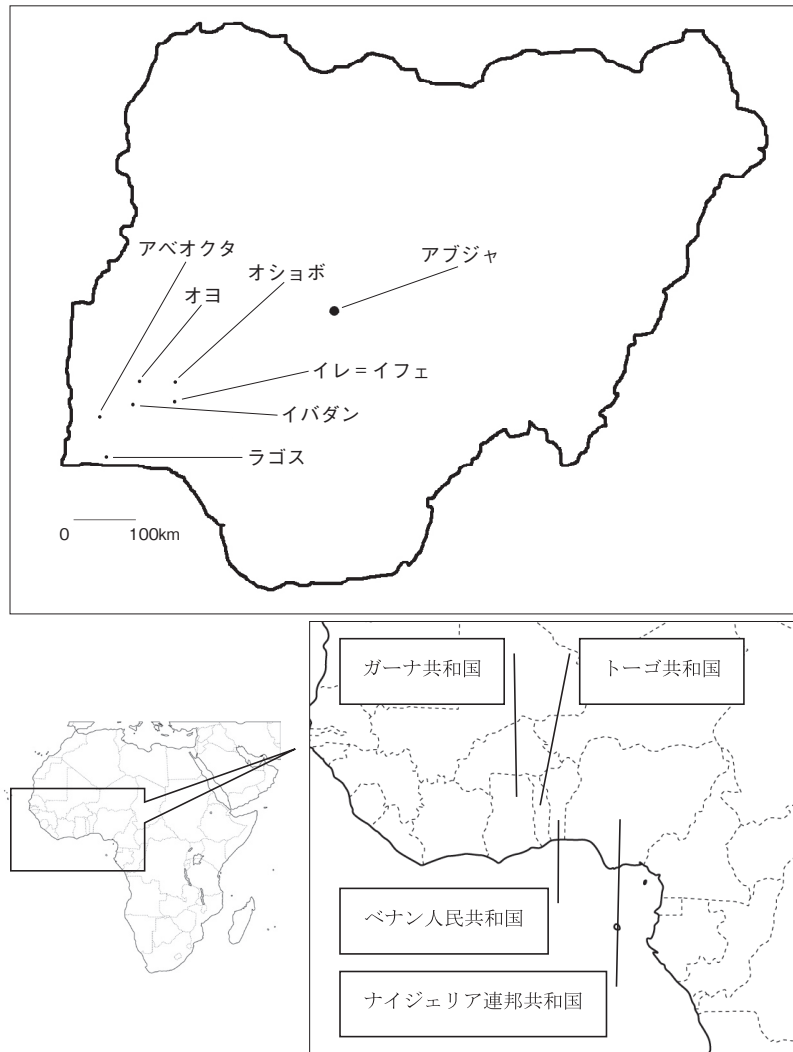 アベオクタ
オショボ
オヨ
アブジャ
イレ=イフェ
イバダン
ラゴス
0 100km
ガーナ共和国
トーゴ共和国
ベナン人民共和国
ナイジェリア連邦共和国